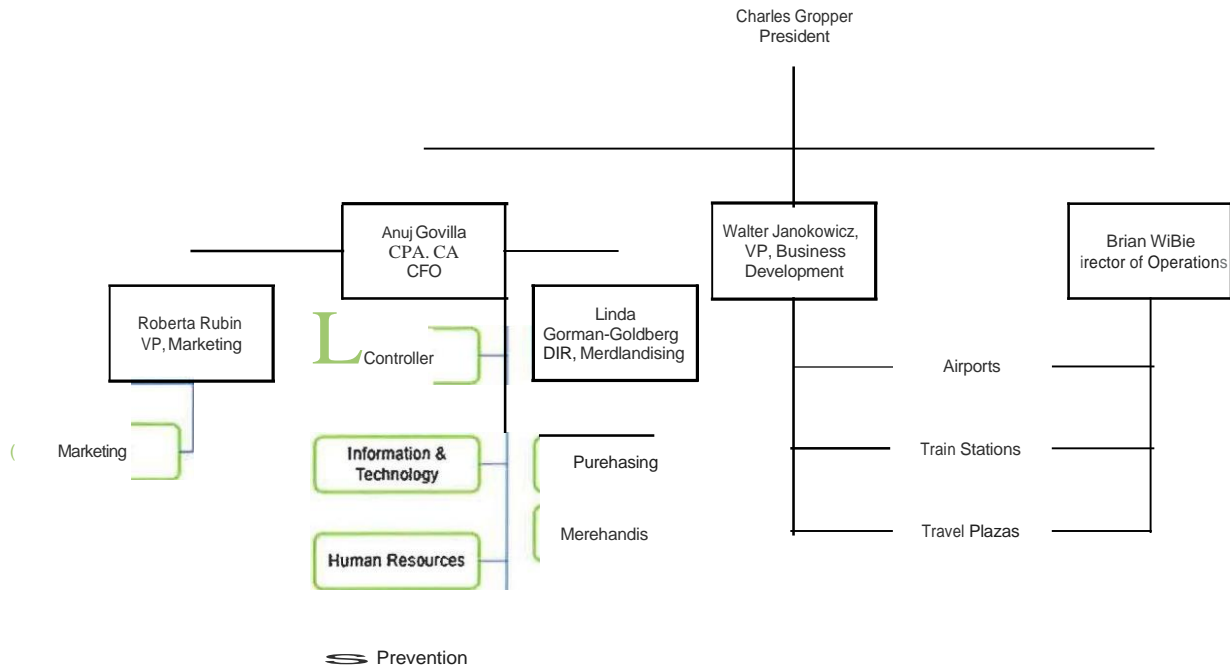 Charles Gropper
President
Anuj Govilla
CPA. CA
CFO
Walter Janokowicz,
VP, Business
Development
Brian WiBie
irector of Operations
Roberta Rubin
VP, Marketing
L Controller
Linda
Gorman-Goldberg
DIR, Merdlandising
Airports
Marketing
Information &
Technology
Purehasing
Train Stations
Human Resources
Merehandis
Travel Plazas
S Prevention